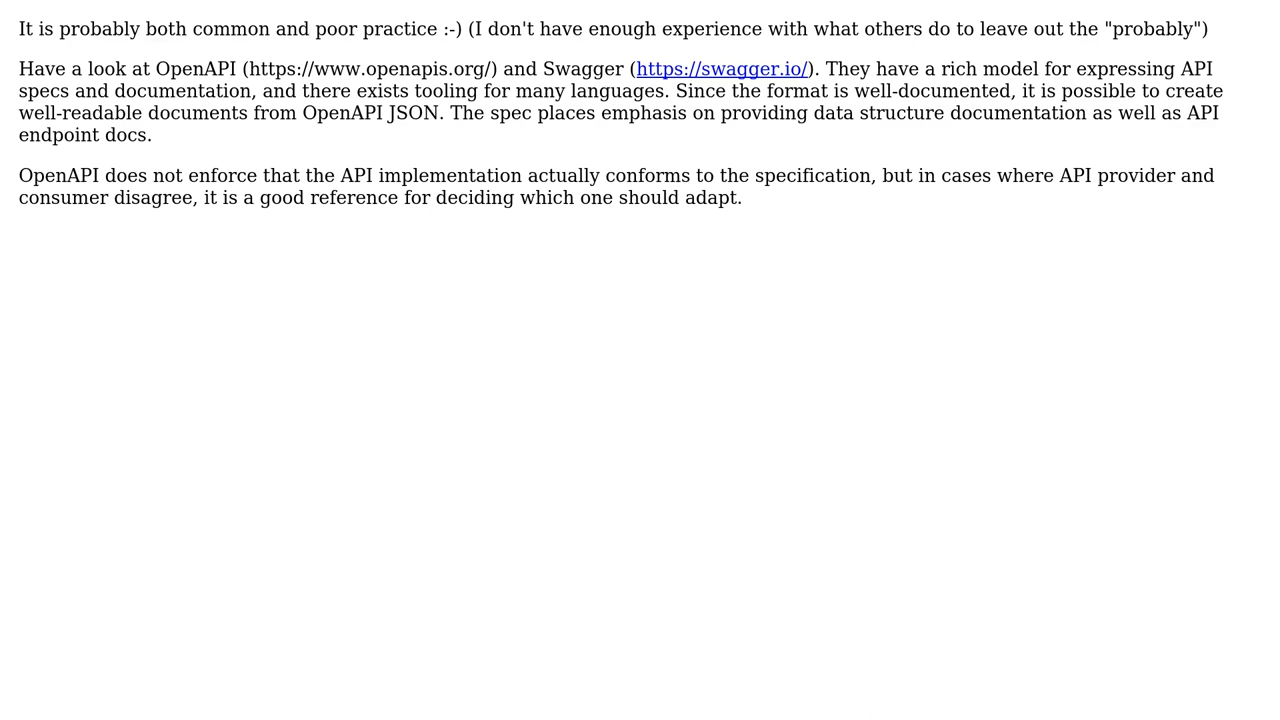 It is probably both common and poor practice :-) (I don't have enough experience with what others do to leave out the "probably")
Have a look at OpenAPI (https://www.openapis.org/) and Swagger (https://swagger.io/). They have a rich model for expressing API
specs and documentation, and there exists tooling for many languages. Since the format is well-documented, it is possible to create
well-readable documents from OpenAPI JSON. The spec places emphasis on providing data structure documentation as well as API
endpoint docs.
OpenAPI does not enforce that the API implementation actually conforms to the specification, but in cases where API provider and
consumer disagree, it is a good reference for deciding which one should adapt.